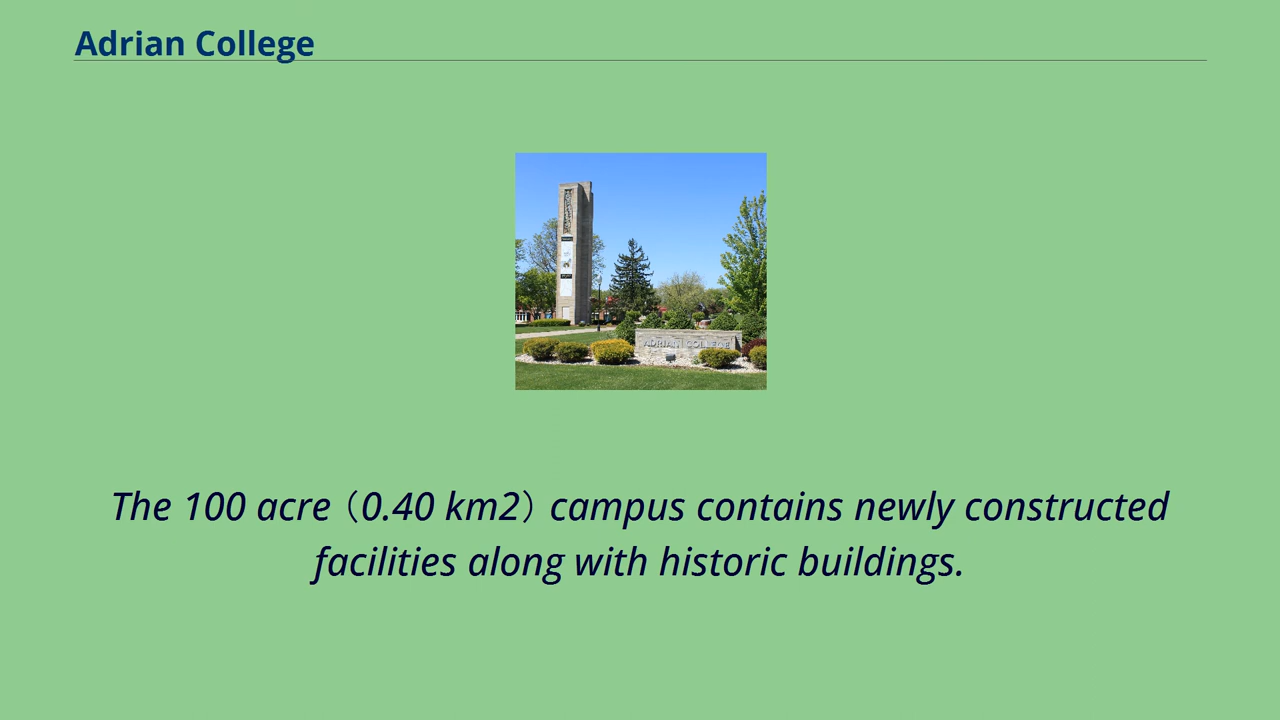 Adrian College
ADRIAN COLLEGE
The 100 acre (0.40 km2) campus contains newly constructed
facilities along with historic buildings.